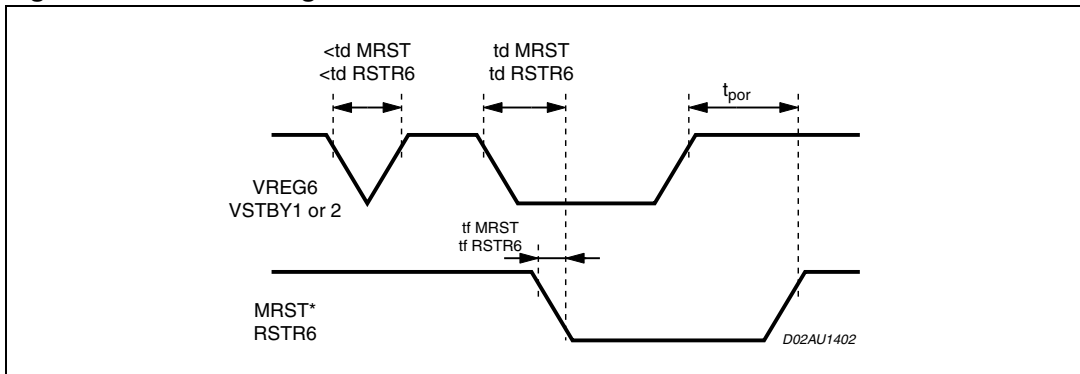 <td MRST
<td RSTR6
td MRST
td RSTR6
tpor
VREG6
VSTBY1 or 2
tf MRST
tf RSTR6
MRST*
RSTR6
D02AU1402